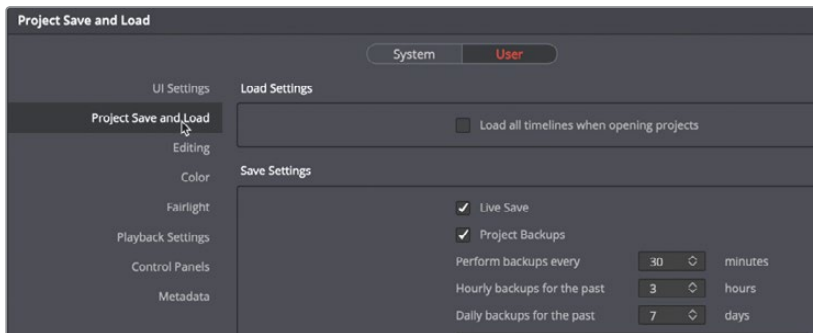 Project Save and Load
System User
UI Settings
Project Save and Load
Editing
Color
Fairlight
Playback Settings
Control Panels
Metadata
Load Settings
Load all timelines when opening projects
Save Settings
Live Save
Project Backups
Perform backups every 30 minutes
Hourly backups for the past 3 hours
Daily backups for the past 7 days